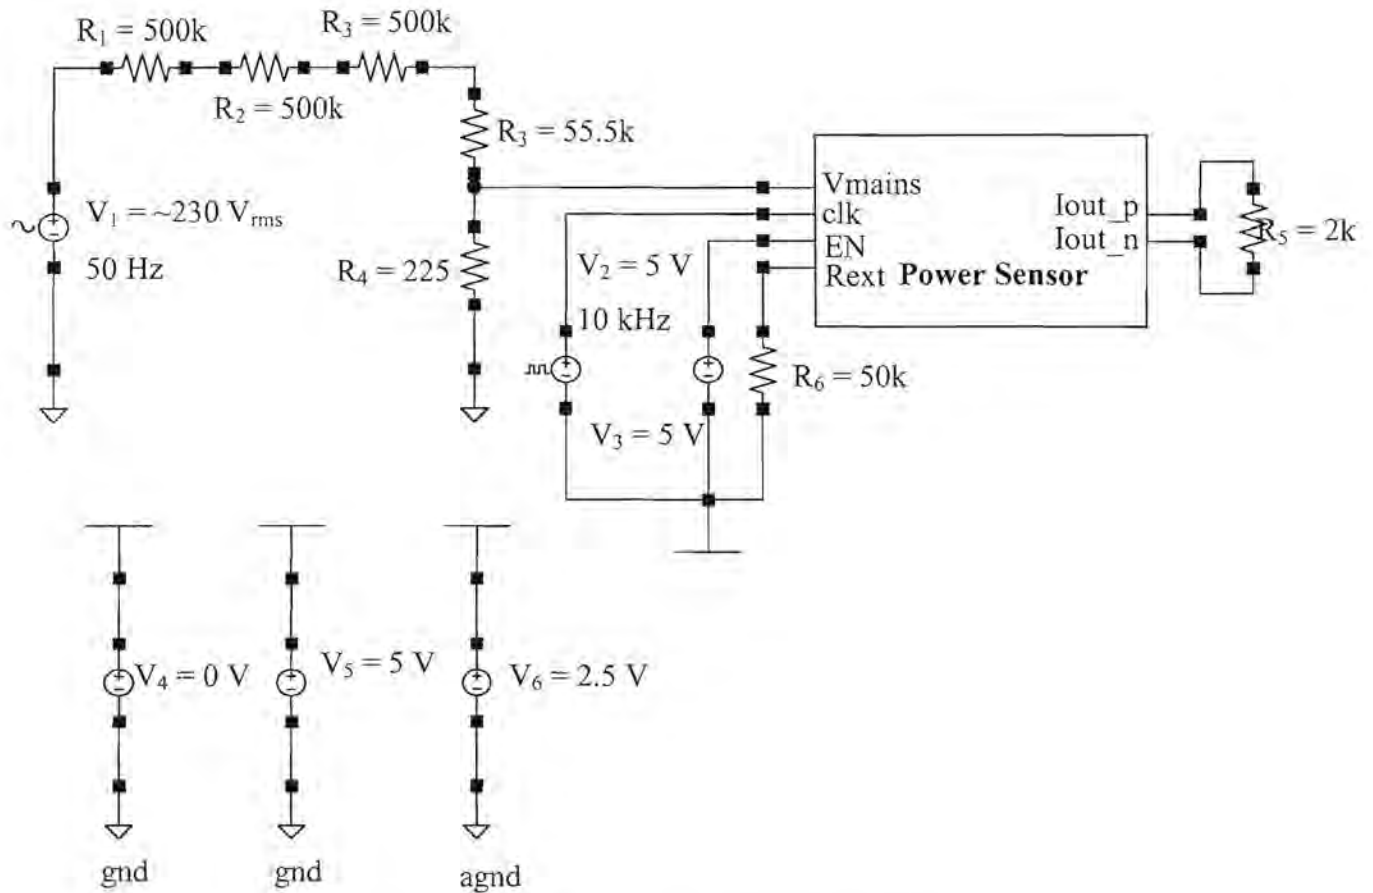 R₁ = 500k
R₃ = 500k
R₂ = 500k
R₃ = 55.5k
V₁ = ~230 Vrms
50 Hz
R₄ = 225
Vmains
clk
EN
Rext Power Sensor
Iout_p
Iout_n
R₅ = 2k
V₂ = 5 V
10 kHz
R₆ = 50k
V₃ = 5 V
V₄ = 0 V
V₅ = 5 V
V₆ = 2.5 V
gnd
gnd
agnd